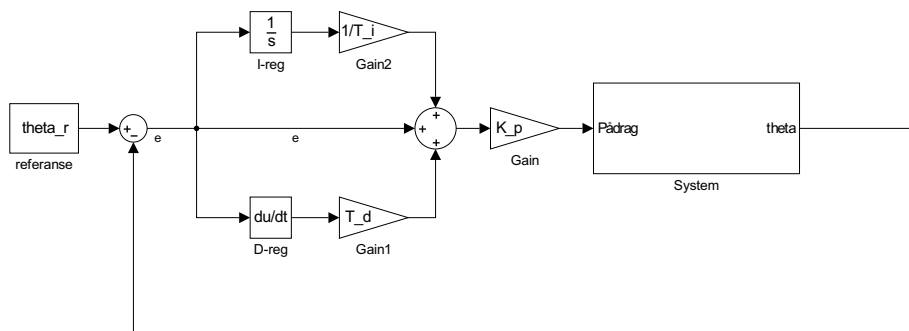 1
s
I-reg
1/T_i
Gain2
theta_r
referanse
+
-
e
e
+
+
+
K_p
Gain
Pådrag
theta
System
du/dt
D-reg
T_d
Gain1